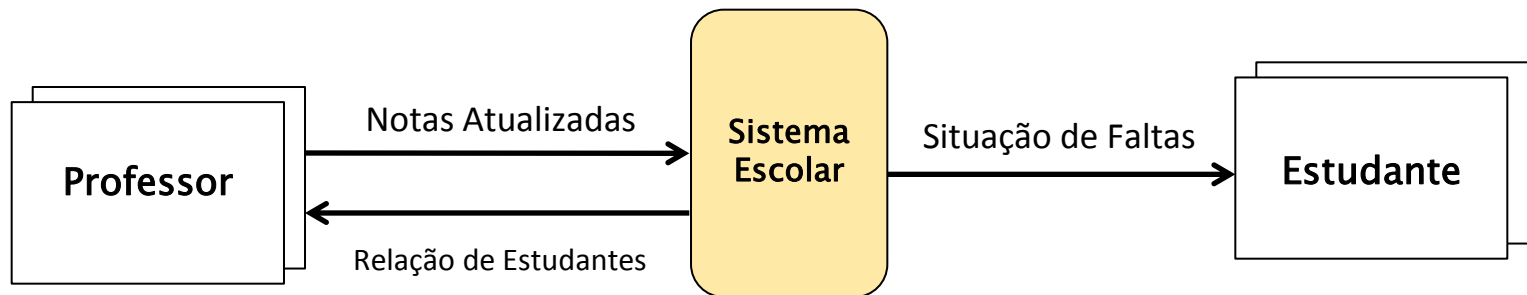 Professor
Notas Atualizadas
Relação de Estudantes
Sistema
Escolar
Situação de Faltas
Estudante